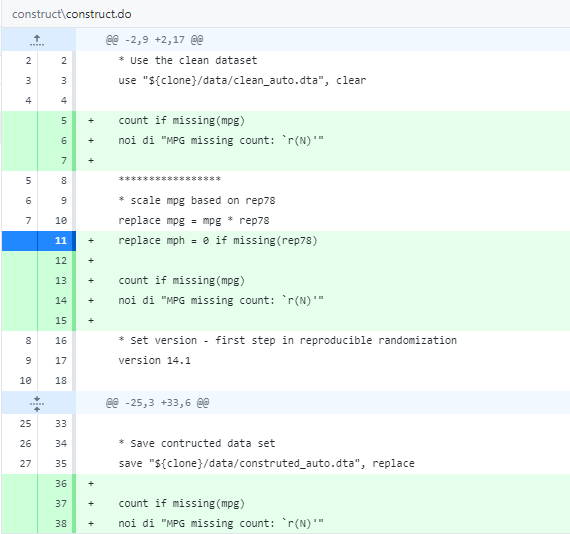 construct\construct.do
@@ -2,9 +2,17 @@
2 2 * Use the clean dataset
3 3 use "${clone}/data/clean_auto.dta", clear
4 4
5 + count if missing(mpg)
6 + noi di "MPG missing count: `r(N)'"
7 +
5 8 *****************
6 9 * scale mpg based on rep78
7 10 replace mpg = mpg * rep78
11 + replace mph = 0 if missing(rep78)
12 +
13 + count if missing(mpg)
14 + noi di "MPG missing count: `r(N)'"
15 +
8 16 * Set version - first step in reproducible randomization
9 17 version 14.1
10 18
@@ -25,3 +33,6 @@
25 33
26 34 * Save contructed data set
27 35 save "${clone}/data/construted_auto.dta", replace
36 +
37 + count if missing(mpg)
38 + noi di "MPG missing count: `r(N)'"